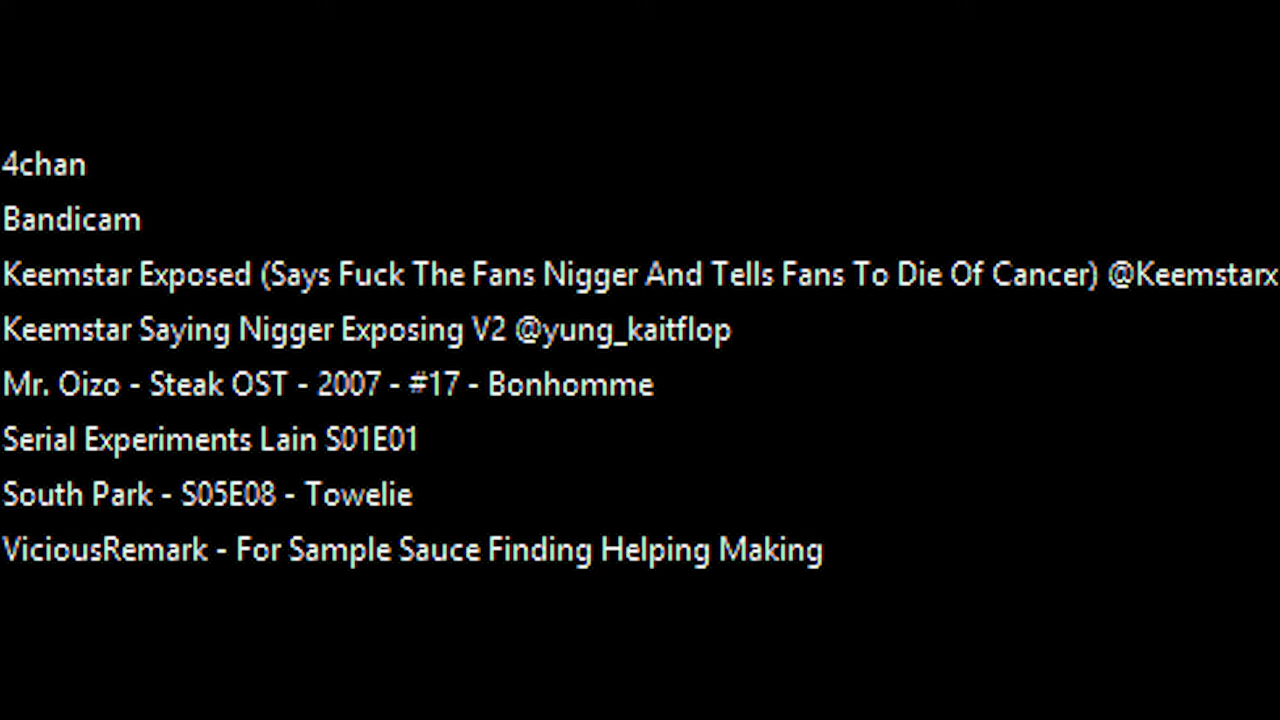 4chan
Bandicam
Keemstar Exposed (Says Fuck The Fans Nigger And Tells Fans To Die Of Cancer) @Keemstarx
Keemstar Saying Nigger Exposing V2 @yung_kaitflop
Mr. Oizo - Steak OST - 2007 - #17 - Bonhomme
Serial Experiments Lain S01E01
South Park - S05E08 - Towelie
ViciousRemark - For Sample Sauce Finding Helping Making